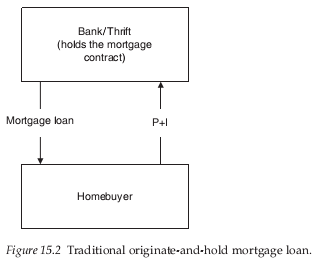 Bank/Thrift
(holds the mortgage
contract)
Mortgage loan
P+I
Homebuyer
Figure 15.2 Traditional originate-and-hold mortgage loan.